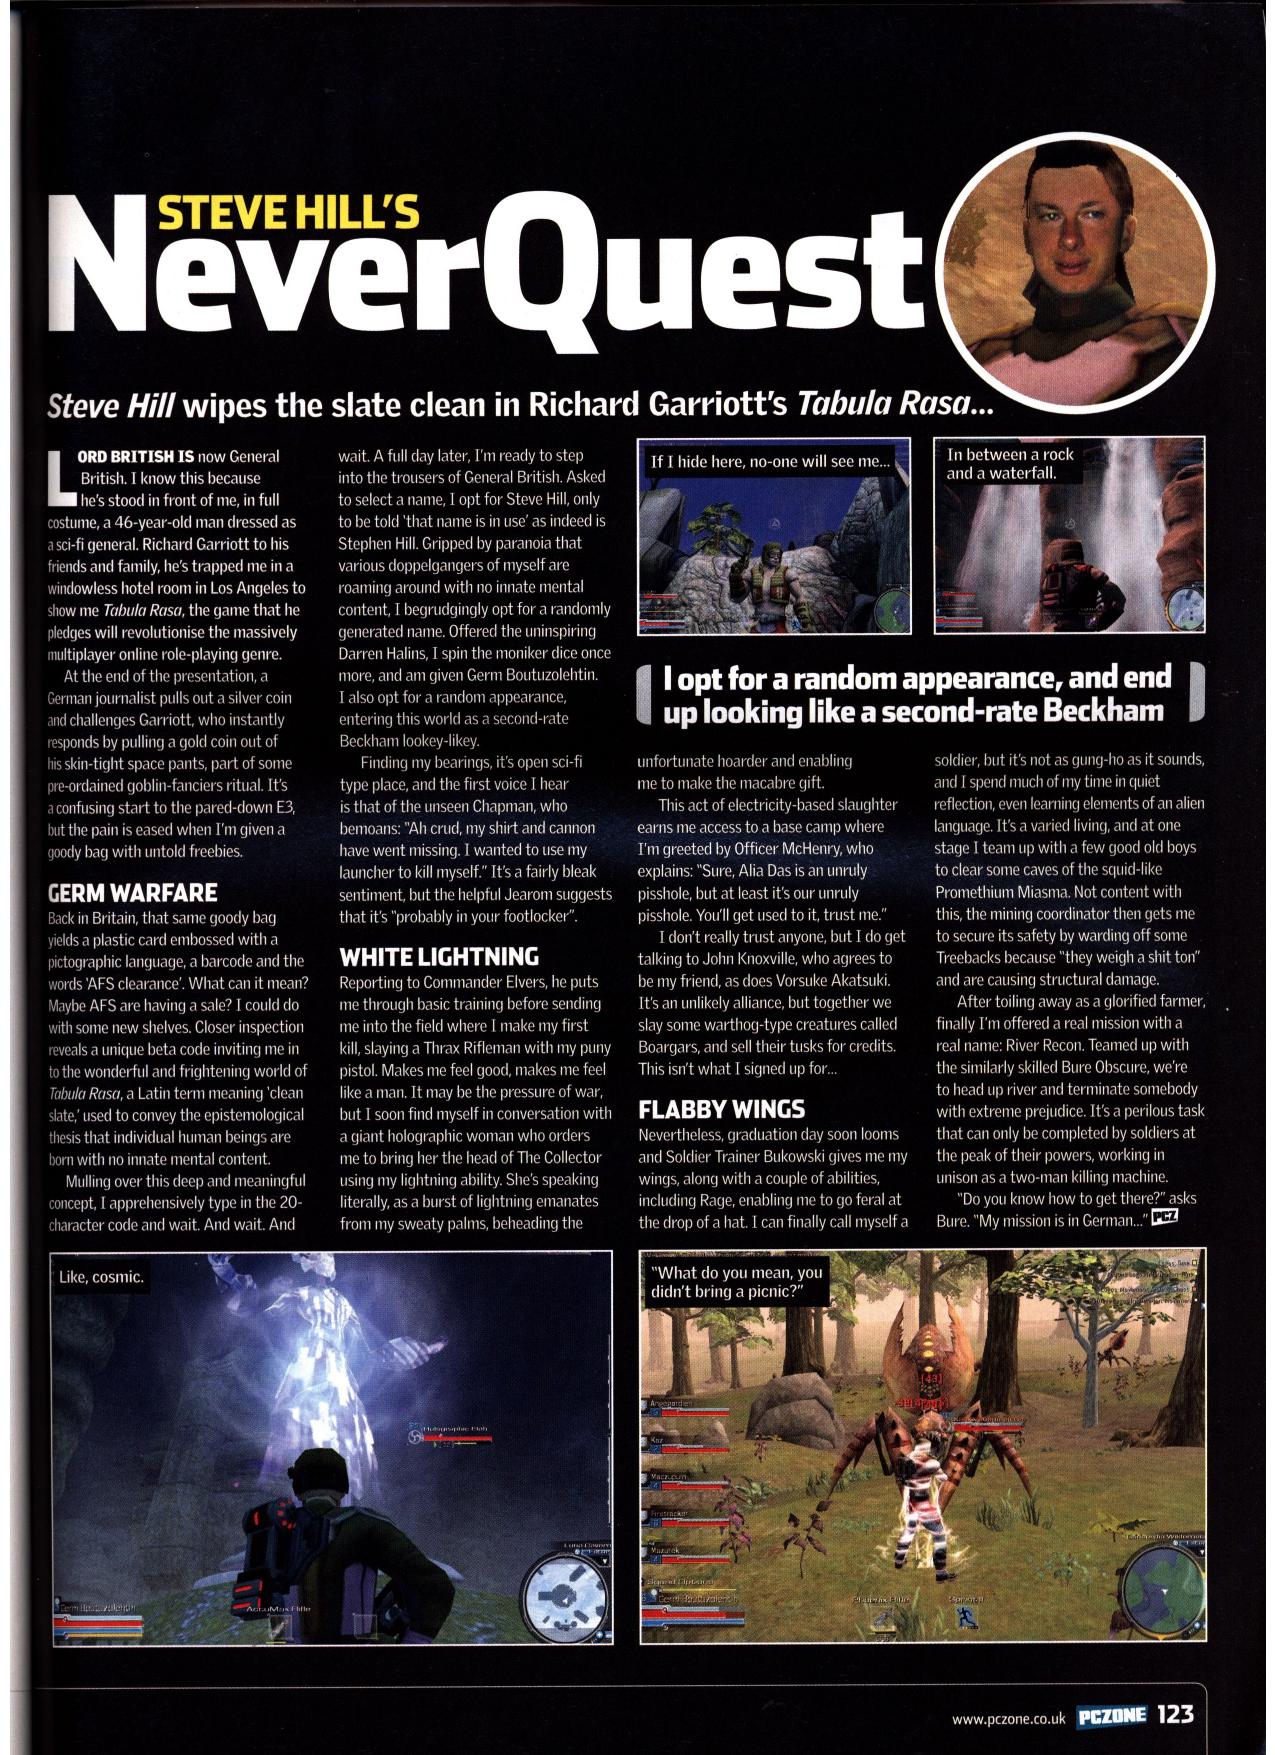 STEVE HILL'S
NeverQuest
Steve Hill wipes the slate clean in Richard Garriott's Tabula Rasa...
LORD BRITISH IS now General
British. I know this because
he's stood in front of me, in full
costume, a 46-year-old man dressed as
a sci-fi general. Richard Garriott to his
friends and family, he's trapped me in a
windowless hotel room in Los Angeles to
show me Tabula Rasa, the game that he
pledges will revolutionise the massively
multiplayer online role-playing genre.
At the end of the presentation, a
German journalist pulls out a silver coin
and challenges Garriott, who instantly
responds by pulling a gold coin out of
his skin-tight space pants, part of some
pre-ordained goblin-fanciers ritual. It's
a confusing start to the pared-down E3,
but the pain is eased when I'm given a
goody bag with untold freebies.
GERM WARFARE
Back in Britain, that same goody bag
yields a plastic card embossed with a
pictographic language, a barcode and the
words 'AFS clearance'. What can it mean?
Maybe AFS are having a sale? I could do
with some new shelves. Closer inspection
reveals a unique beta code inviting me in
to the wonderful and frightening world of
Tabula Rasa, a Latin term meaning 'clean
slate,' used to convey the epistemological
thesis that individual human beings are
born with no innate mental content.
Mulling over this deep and meaningful
concept, I apprehensively type in the 20-
character code and wait. And wait. And
wait. A full day later, I'm ready to step
into the trousers of General British. Asked
to select a name, I opt for Steve Hill, only
to be told 'that name is in use' as indeed is
Stephen Hill. Gripped by paranoia that
various doppelgangers of myself are
roaming around with no innate mental
content, I begrudgingly opt for a randomly
generated name. Offered the uninspiring
Darren Halins, I spin the moniker dice once
more, and am given Germ Boutuzolehtin.
I also opt for a random appearance,
entering this world as a second-rate
Beckham lookey-likey.
Finding my bearings, it's open sci-fi
type place, and the first voice I hear
is that of the unseen Chapman, who
bemoans: "Ah crud, my shirt and cannon
have went missing. I wanted to use my
launcher to kill myself." It's a fairly bleak
sentiment, but the helpful Jearom suggests
that it's "probably in your footlocker".
WHITE LIGHTNING
Reporting to Commander Elvers, he puts
me through basic training before sending
me into the field where I make my first
kill, slaying a Thrax Rifleman with my puny
pistol. Makes me feel good, makes me feel
like a man. It may be the pressure of war,
but I soon find myself in conversation with
a giant holographic woman who orders
me to bring her the head of The Collector
using my lightning ability. She's speaking
literally, as a burst of lightning emanates
from my sweaty palms, beheading the
If I hide here, no-one will see me...
In between a rock
and a waterfall.
I opt for a random appearance, and end
up looking like a second-rate Beckham
unfortunate hoarder and enabling
me to make the macabre gift.
This act of electricity-based slaughter
earns me access to a base camp where
I'm greeted by Officer McHenry, who
explains: "Sure, Alia Das is an unruly
pisshole, but at least it's our unruly
pisshole. You'll get used to it, trust me."
I don't really trust anyone, but I do get
talking to John Knoxville, who agrees to
be my friend, as does Vorsuke Akatsuki.
It's an unlikely alliance, but together we
slay some warthog-type creatures called
Boargars, and sell their tusks for credits.
This isn't what I signed up for...
FLABBY WINGS
Nevertheless, graduation day soon looms
and Soldier Trainer Bukowski gives me my
wings, along with a couple of abilities,
including Rage, enabling me to go feral at
the drop of a hat. I can finally call myself a
soldier, but it's not as gung-ho as it sounds,
and I spend much of my time in quiet
reflection, even learning elements of an alien
language. It's a varied living, and at one
stage I team up with a few good old boys
to clear some caves of the squid-like
Promethium Miasma. Not content with
this, the mining coordinator then gets me
to secure its safety by warding off some
Treebacks because "they weigh a shit ton"
and are causing structural damage.
After toiling away as a glorified farmer,
finally I'm offered a real mission with a
real name: River Recon. Teamed up with
the similarly skilled Bure Obscure, we're
to head up river and terminate somebody
with extreme prejudice. It's a perilous task
that can only be completed by soldiers at
the peak of their powers, working in
unison as a two-man killing machine.
"Do you know how to get there?" asks
Bure. "My mission is in German..." PCZ
Like, cosmic.
Holographic Eloh
AccuMax Rifle
Germ Boutuzolehtin
"What do you mean, you
didn't bring a picnic?"
Angegardien
Koz
Maczupuin
Firetracker
Mazurek
Squad Options
Germ Boutuzolehtin
[43]
Sprint
www.pczone.co.uk PCZONE 123